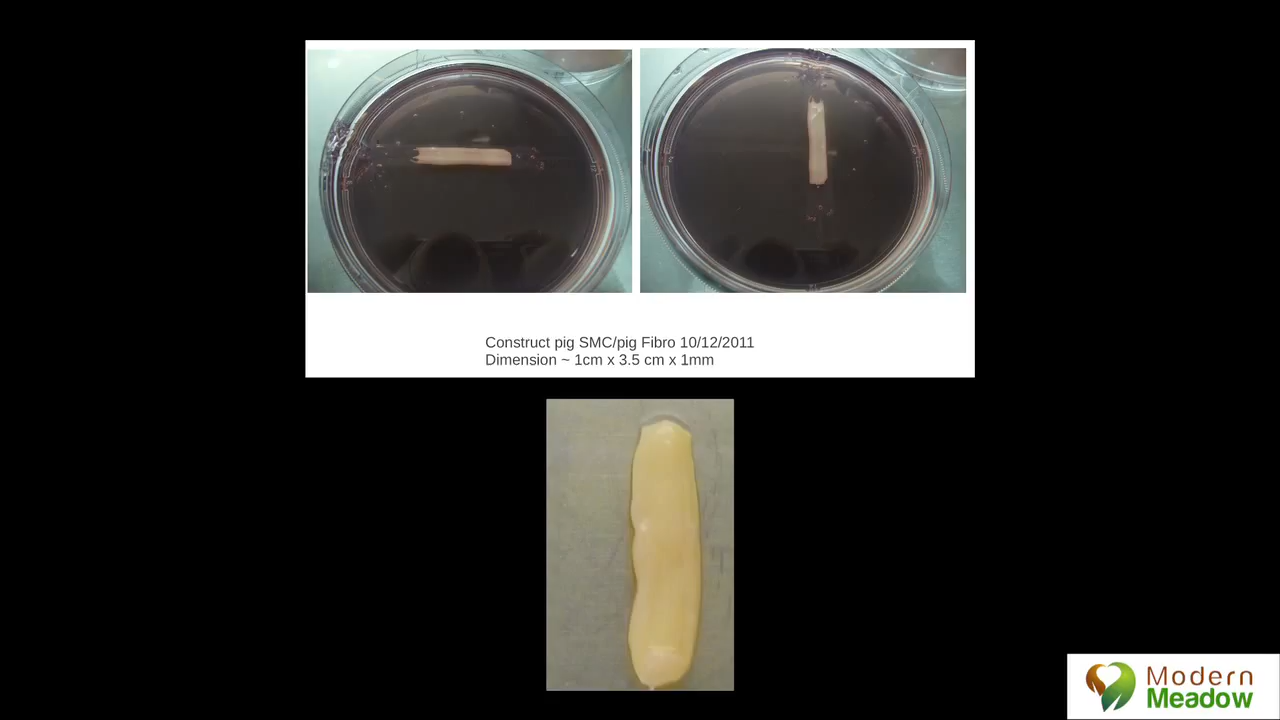 Construct pig SMC/pig Fibro 10/12/2011
Dimension ~ 1cm x 3.5 cm x 1mm
Modern
Meadow